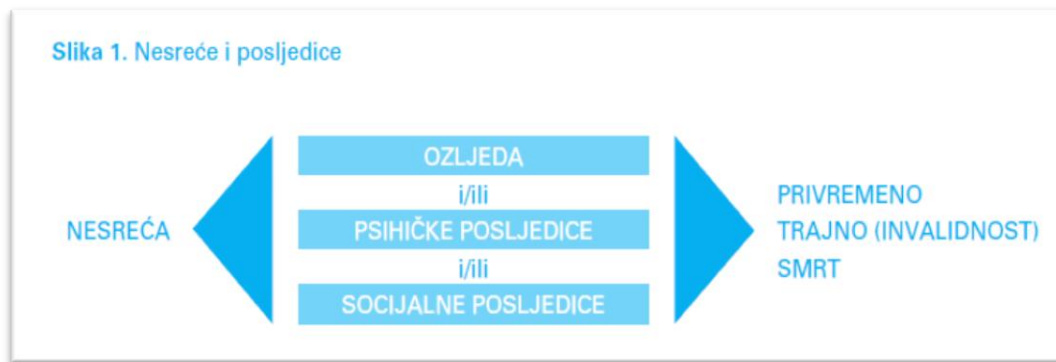 Slika 1. Nesreće i posljedice
NESREĆA
OZLJEDA
i/ili
PSIHIČKE POSLJEDICE
i/ili
SOCIJALNE POSLJEDICE
PRIVREMENO
TRAJNO (INVALIDNOST)
SMRT